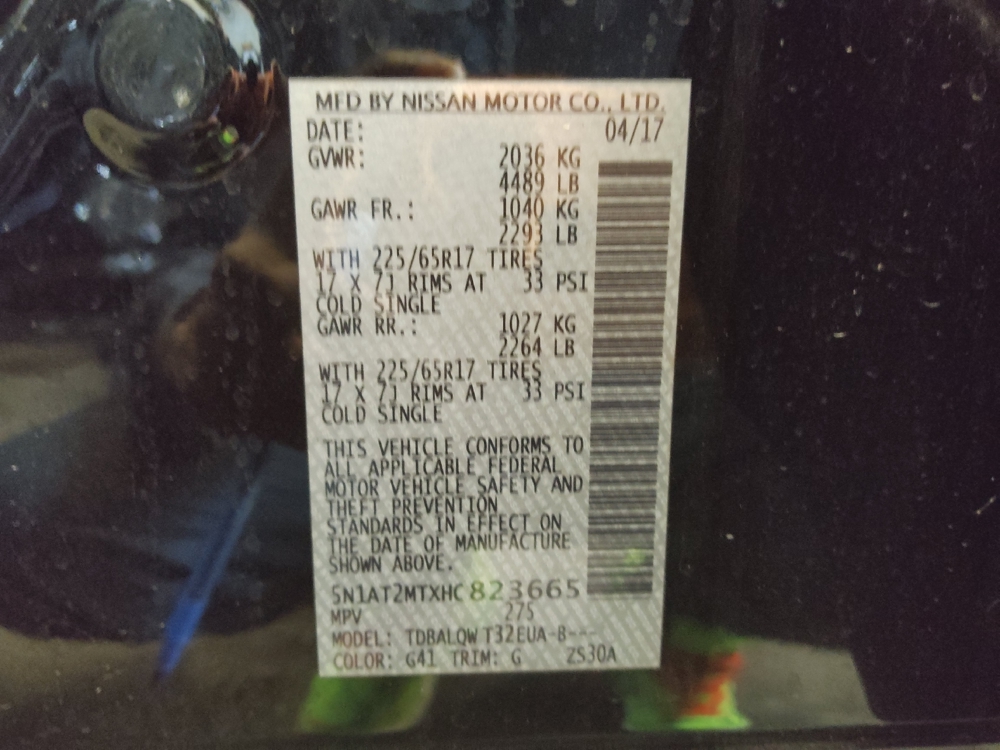 MFD BY NISSAN MOTOR CO., LTD.
DATE: 04/17
GVWR: 2036 KG
4489 LB
GAWR FR.: 1040 KG
2293 LB
WITH 225/65R17 TIRES
17 X 7J RIMS AT 33 PSI
COLD SINGLE
GAWR RR.: 1027 KG
2264 LB
WITH 225/65R17 TIRES
17 X 7J RIMS AT 33 PSI
COLD SINGLE
THIS VEHICLE CONFORMS TO
ALL APPLICABLE FEDERAL
MOTOR VEHICLE SAFETY AND
THEFT PREVENTION
STANDARDS IN EFFECT ON
THE DATE OF MANUFACTURE
SHOWN ABOVE.
5N1AT2MTXHC823665
MPV 275
MODEL: TDBALQW T32EUA-B---
COLOR: G41 TRIM: G ZS30A